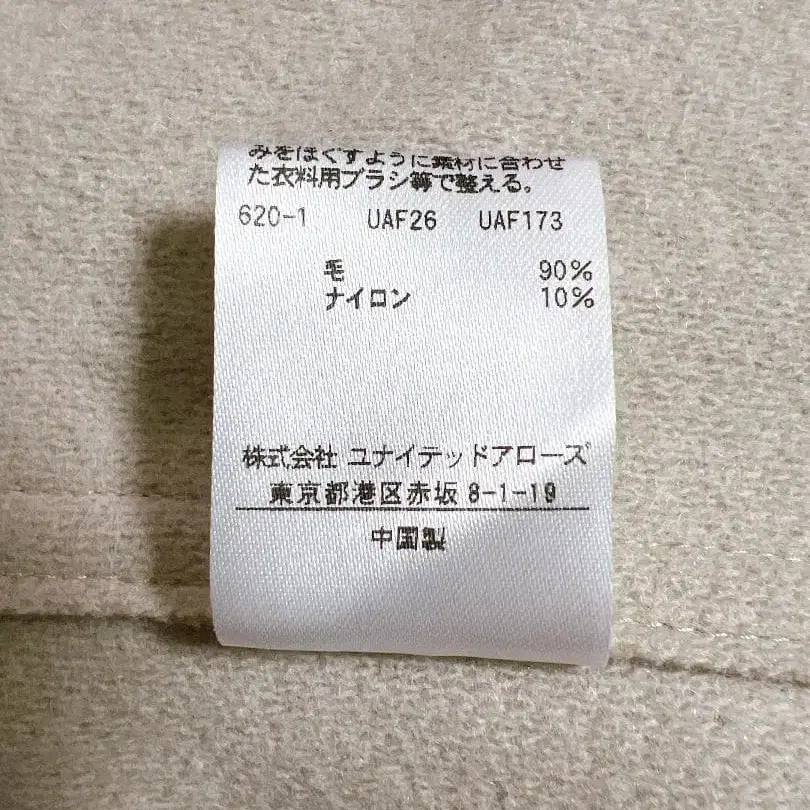 みをほぐすように素材に合わせ
た衣料用ブラシ等で整える。
620-1 UAF26 UAF173
毛 90%
ナイロン 10%
株式会社 ユナイテッドアローズ
東京都港区赤坂 8-1-19
中国製